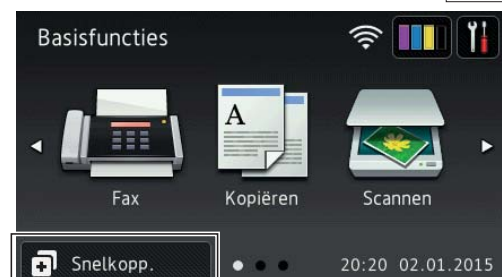 Basisfuncties
A
Fax Kopiëren Scannen
Snelkopp. 20:20 02.01.2015